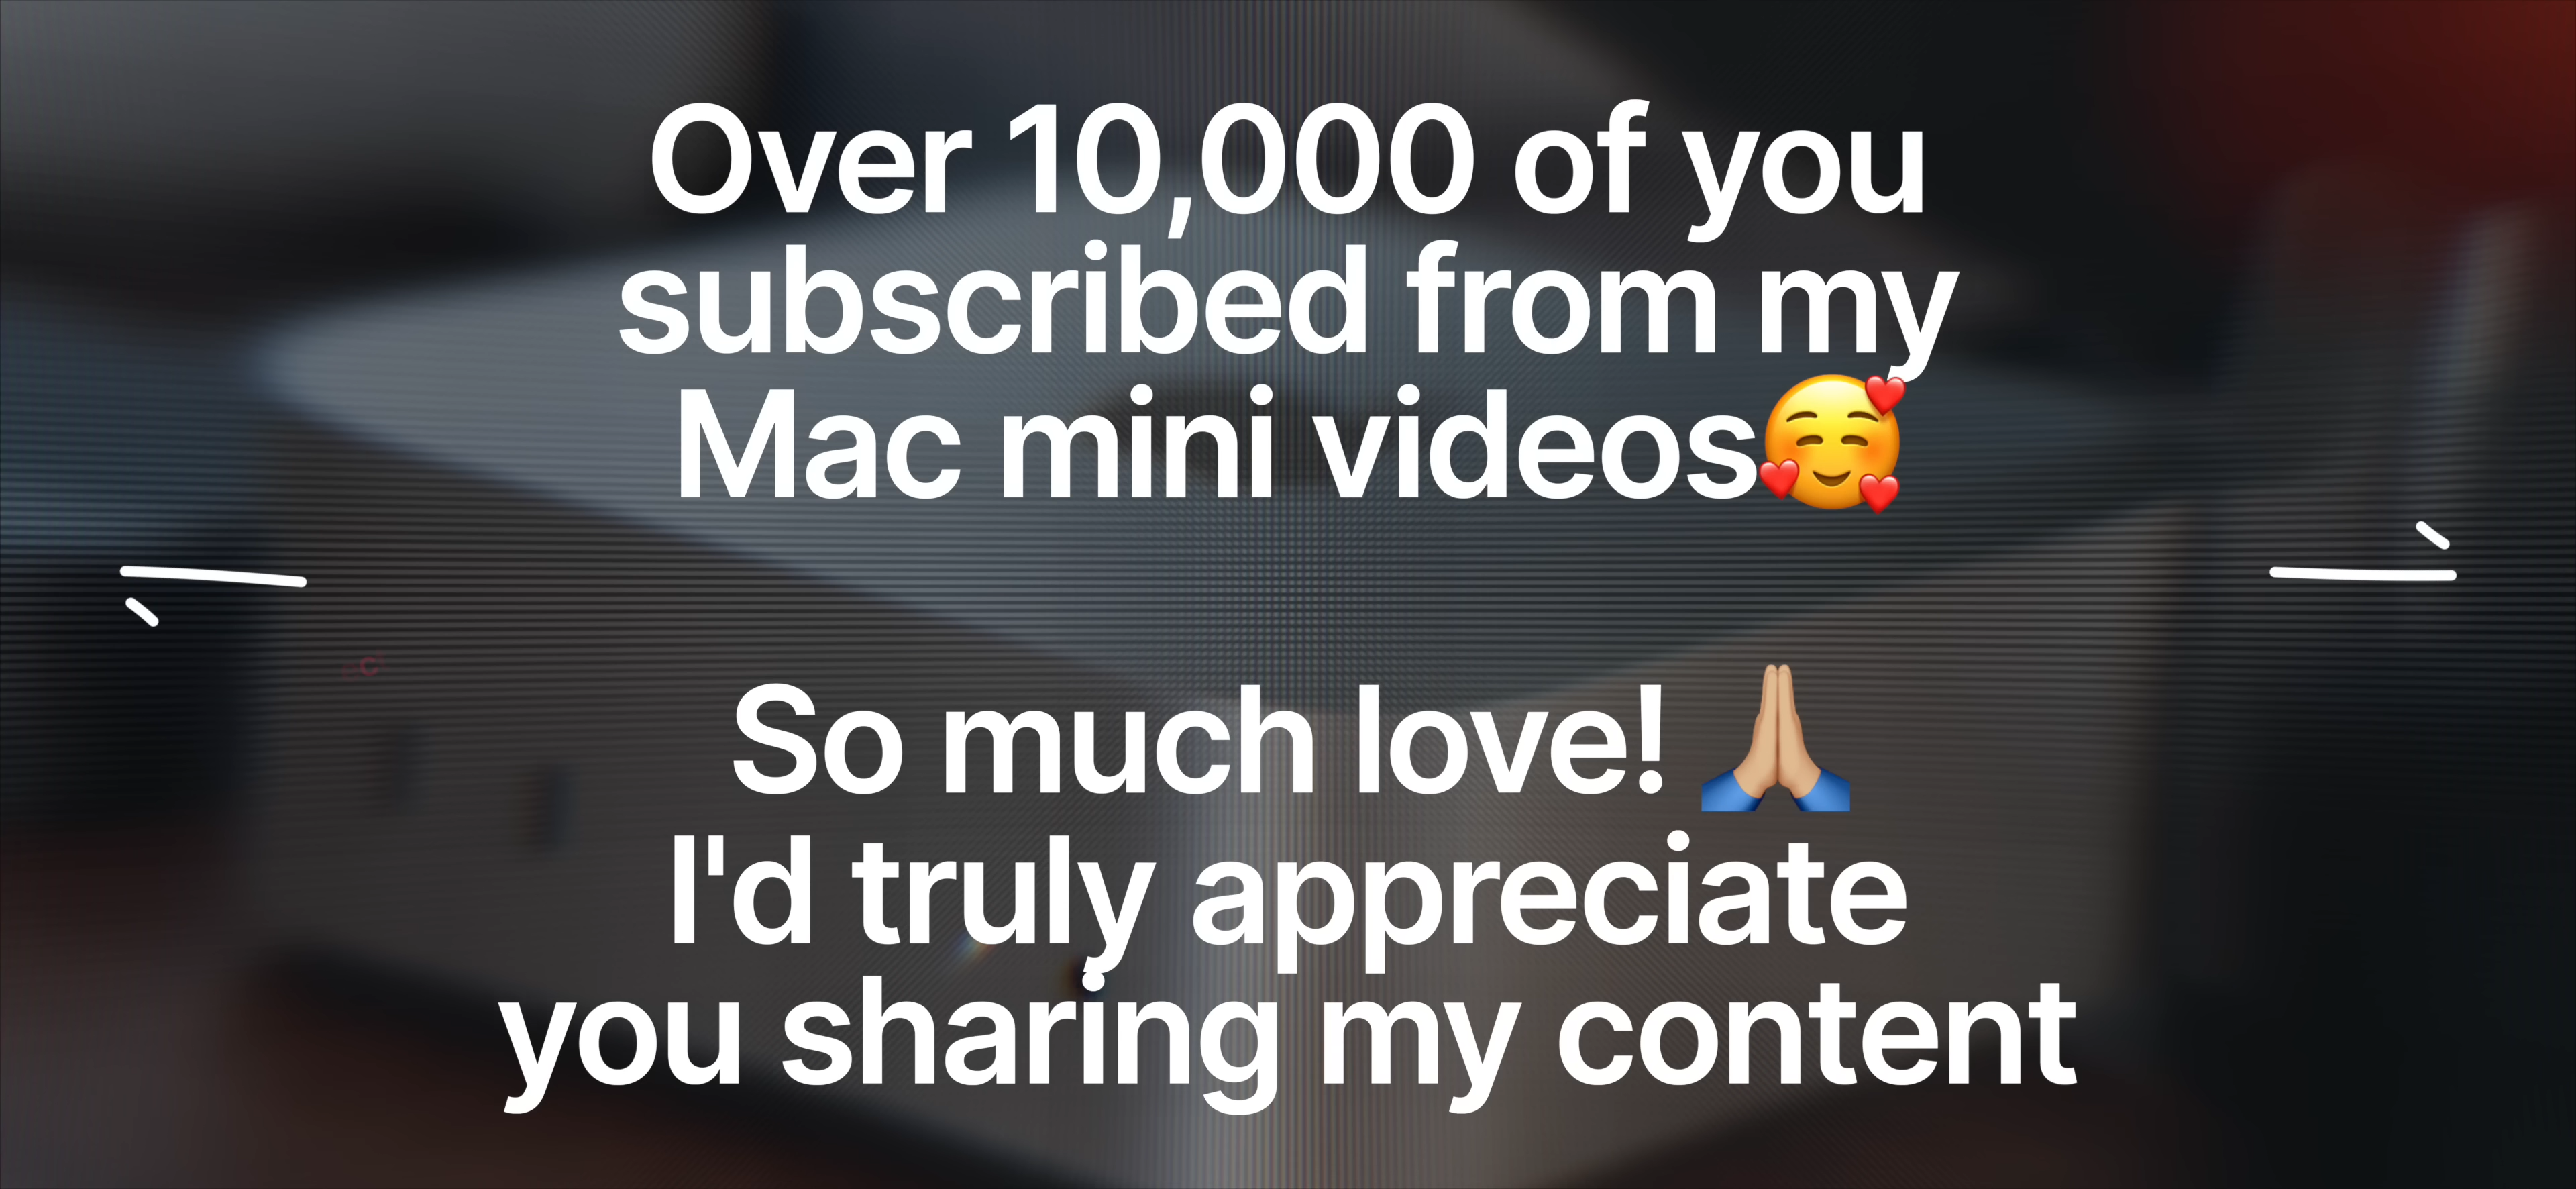 Over 10,000 of you
subscribed from my
Mac mini videos🥰
So much love! 🙏🏼
I'd truly appreciate
you sharing my content